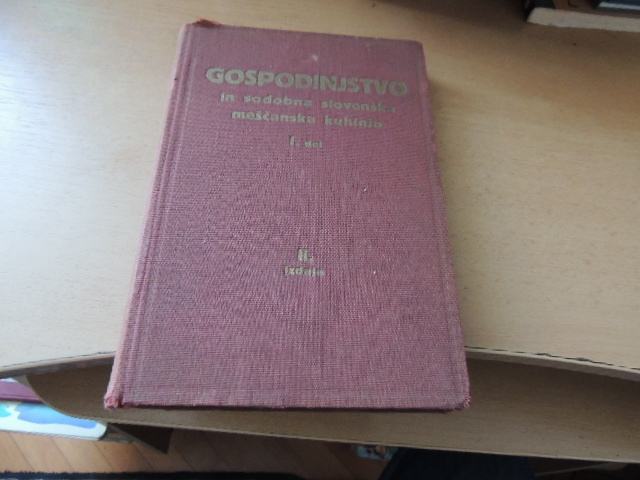 GOSPODINJSTVO
in sodobna slovenska
meščanska kuhinja
I. del
II.
izdaja